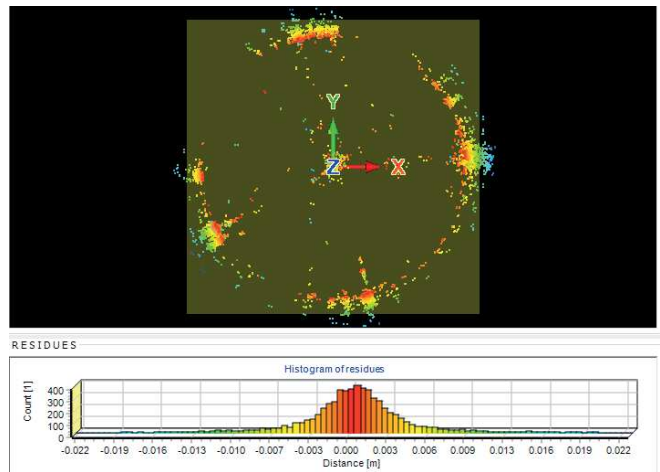 Y
Z X
RESIDUES
Histogram of residues
Count [1]
400
300
200
100
0
-0.022 -0.019 -0.016 -0.013 -0.010 -0.007 -0.003 0.000 0.003 0.006 0.009 0.013 0.016 0.019 0.022
Distance [m]